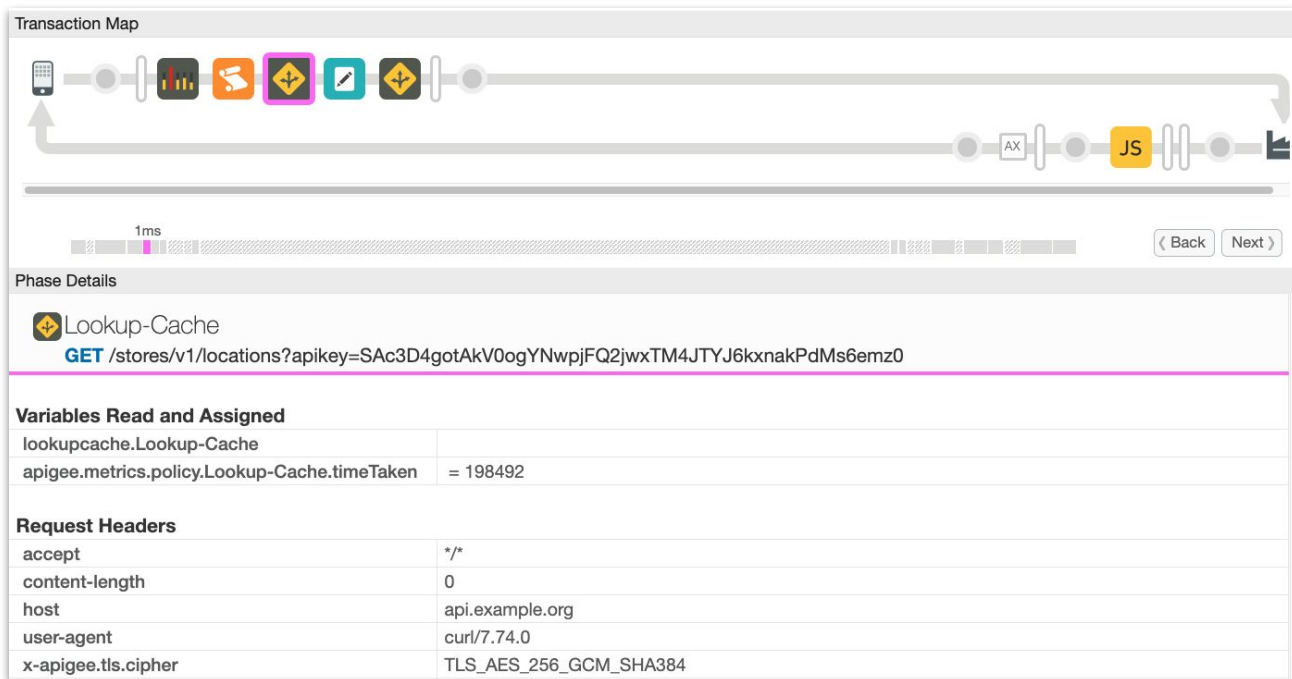 Transaction Map
AX
JS
1ms
Back Next
Phase Details
Lookup-Cache
GET /stores/v1/locations?apikey=SAc3D4gotAkV0ogYNwpjFQ2jwxTM4JTYJ6kxnakPdMs6emz0
Variables Read and Assigned
lookupcache.Lookup-Cache
apigee.metrics.policy.Lookup-Cache.timeTaken = 198492
Request Headers
accept */*
content-length 0
host api.example.org
user-agent curl/7.74.0
x-apigee.tls.cipher TLS_AES_256_GCM_SHA384